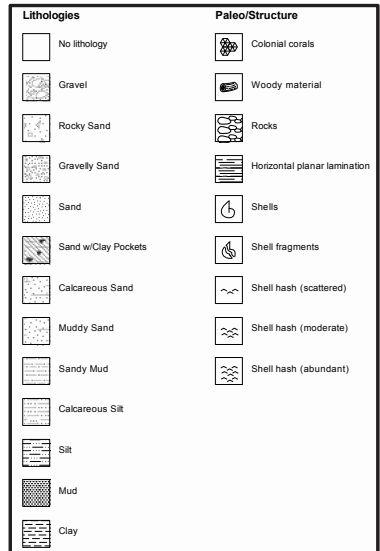 Lithologies
No lithology
Gravel
Rocky Sand
Gravelly Sand
Sand
Sand w/Clay Pockets
Calcareous Sand
Muddy Sand
Sandy Mud
Calcareous Silt
Silt
Mud
Clay
Paleo/Structure
Colonial corals
Woody material
Rocks
Horizontal planar lamination
Shells
Shell fragments
Shell hash (scattered)
Shell hash (moderate)
Shell hash (abundant)